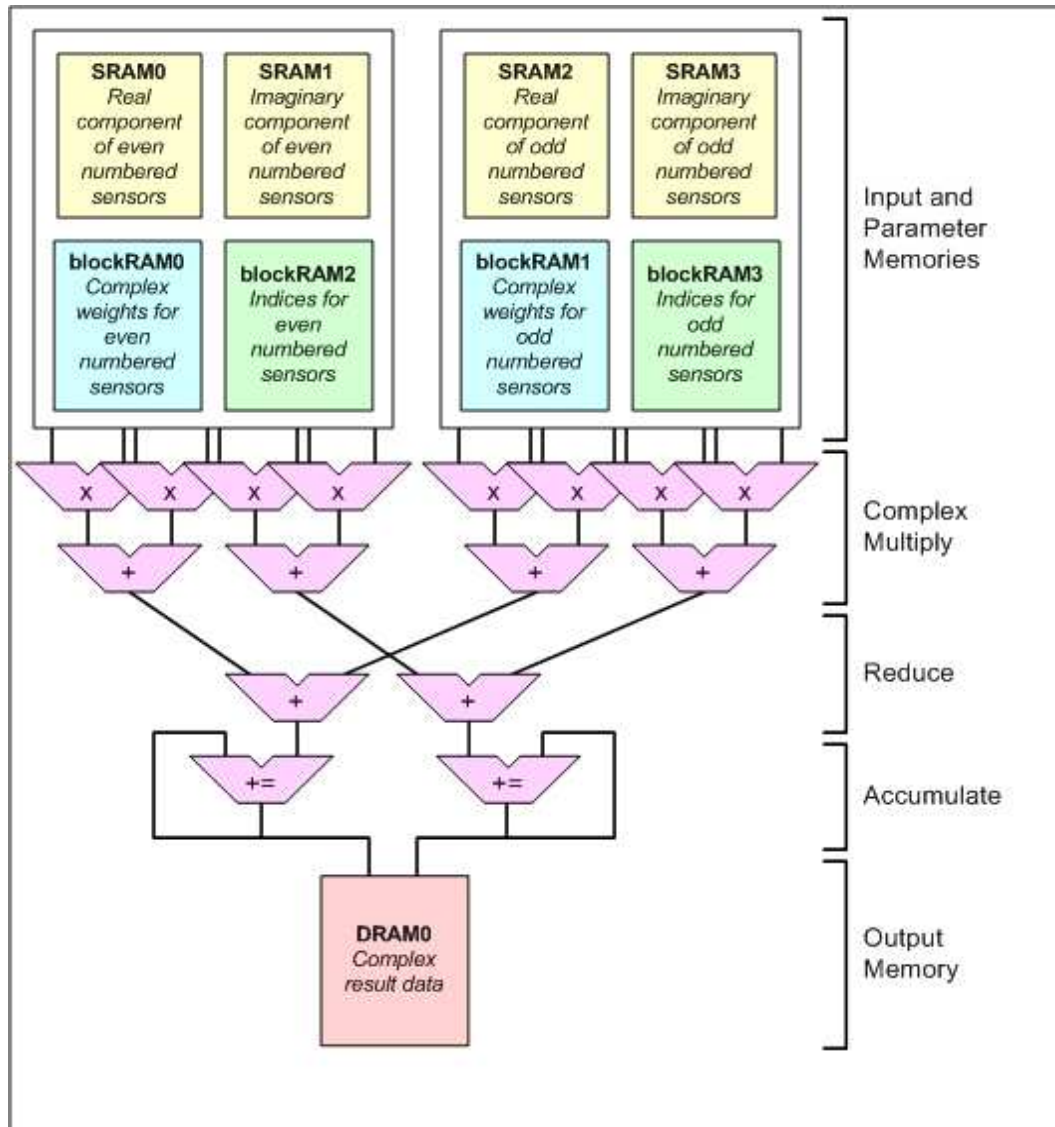 SRAM0
Real
component
of even
numbered
sensors
SRAM1
Imaginary
component
of even
numbered
sensors
SRAM2
Real
component
of odd
numbered
sensors
SRAM3
Imaginary
component
of odd
numbered
sensors
blockRAM0
Complex
weights for
even
numbered
sensors
blockRAM2
Indices for
even
numbered
sensors
blockRAM1
Complex
weights for
odd
numbered
sensors
blockRAM3
Indices for
odd
numbered
sensors
Input and
Parameter
Memories
x x x x x x x x
+ + + +
Complex
Multiply
+ +
Reduce
+= +=
Accumulate
DRAM0
Complex
result data
Output
Memory